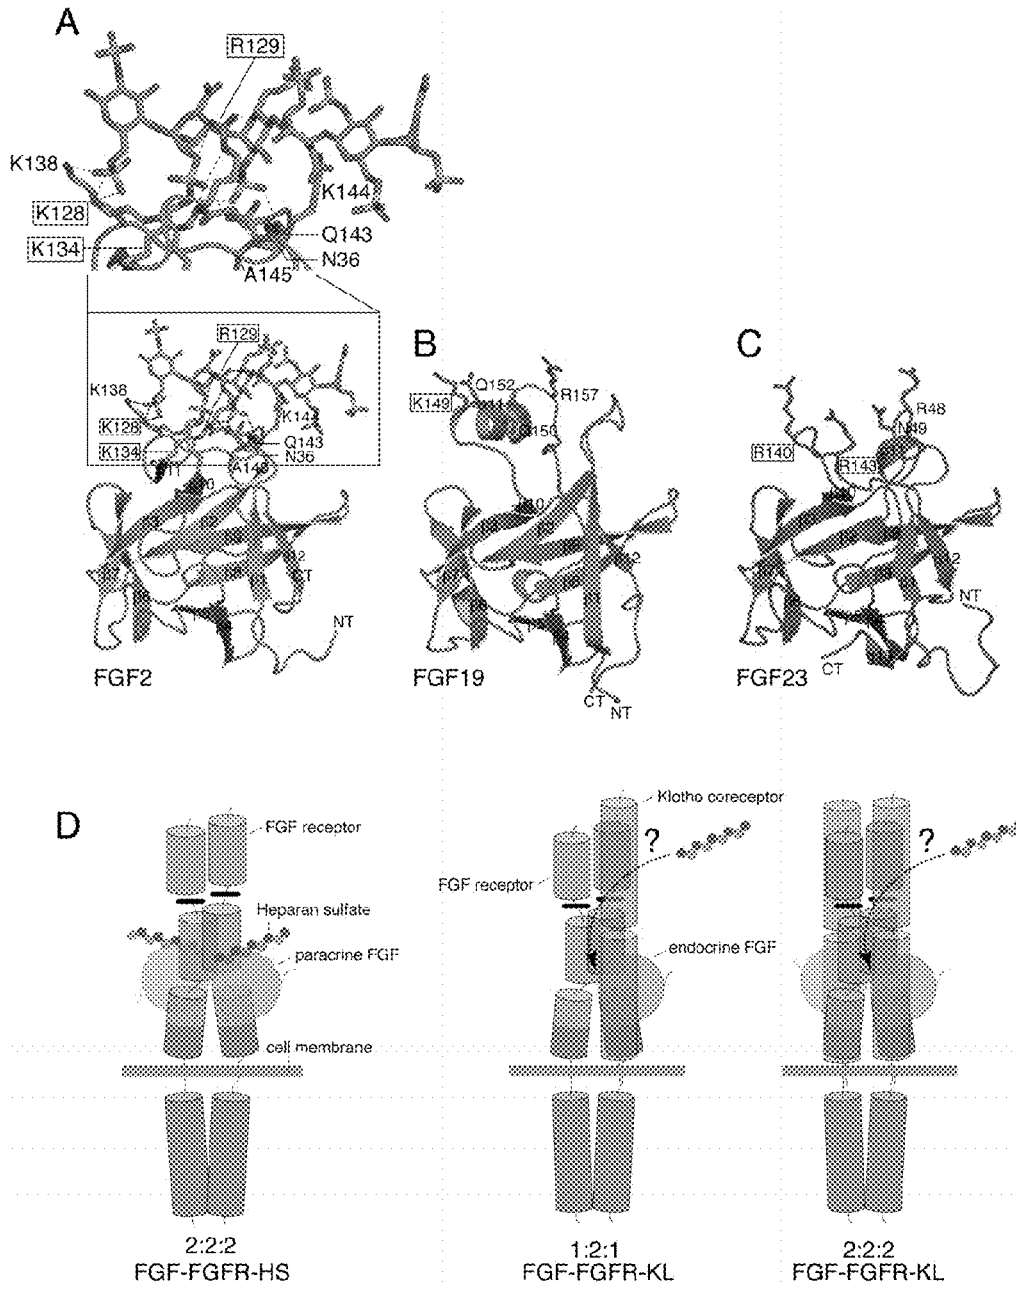 A
R129
K138
K128
K134
K144
Q143
N36
A145
R129
K138
K128
K134
K144
Q143
N36
NT
CT
FGF2
B
Q152
K149
R157
CT
NT
FGF19
C
R48
N49
R140
R143
NT
CT
FGF23
D
FGF receptor
Heparan sulfate
paracrine FGF
cell membrane
2:2:2
FGF-FGFR-HS
Klotho coreceptor
?
FGF receptor
endocrine FGF
1:2:1
FGF-FGFR-KL
?
2:2:2
FGF-FGFR-KL